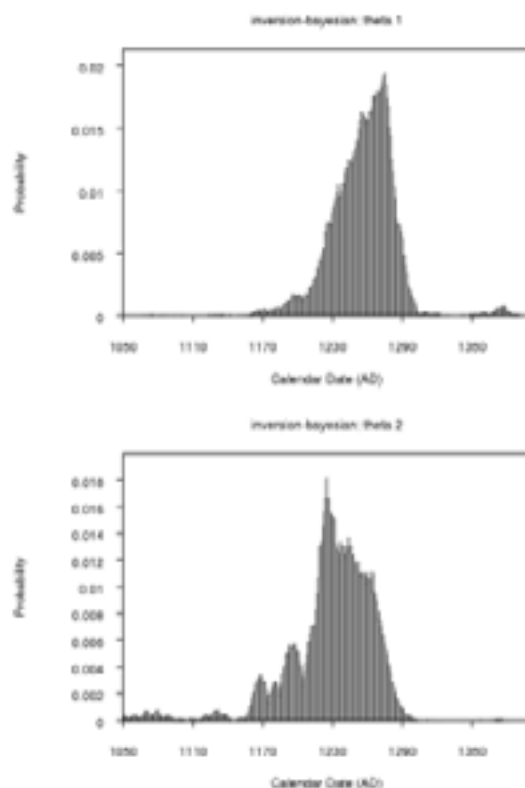 inversion-bayesian: theta 1
0.02
0.015
0.01
0.005
0
Probability
1050 1110 1170 1230 1290 1350
Calendar Date (AD)
inversion-bayesian: theta 2
0.018
0.016
0.014
0.012
0.01
0.008
0.006
0.004
0.002
0
Probability
1050 1110 1170 1230 1290 1350
Calendar Date (AD)